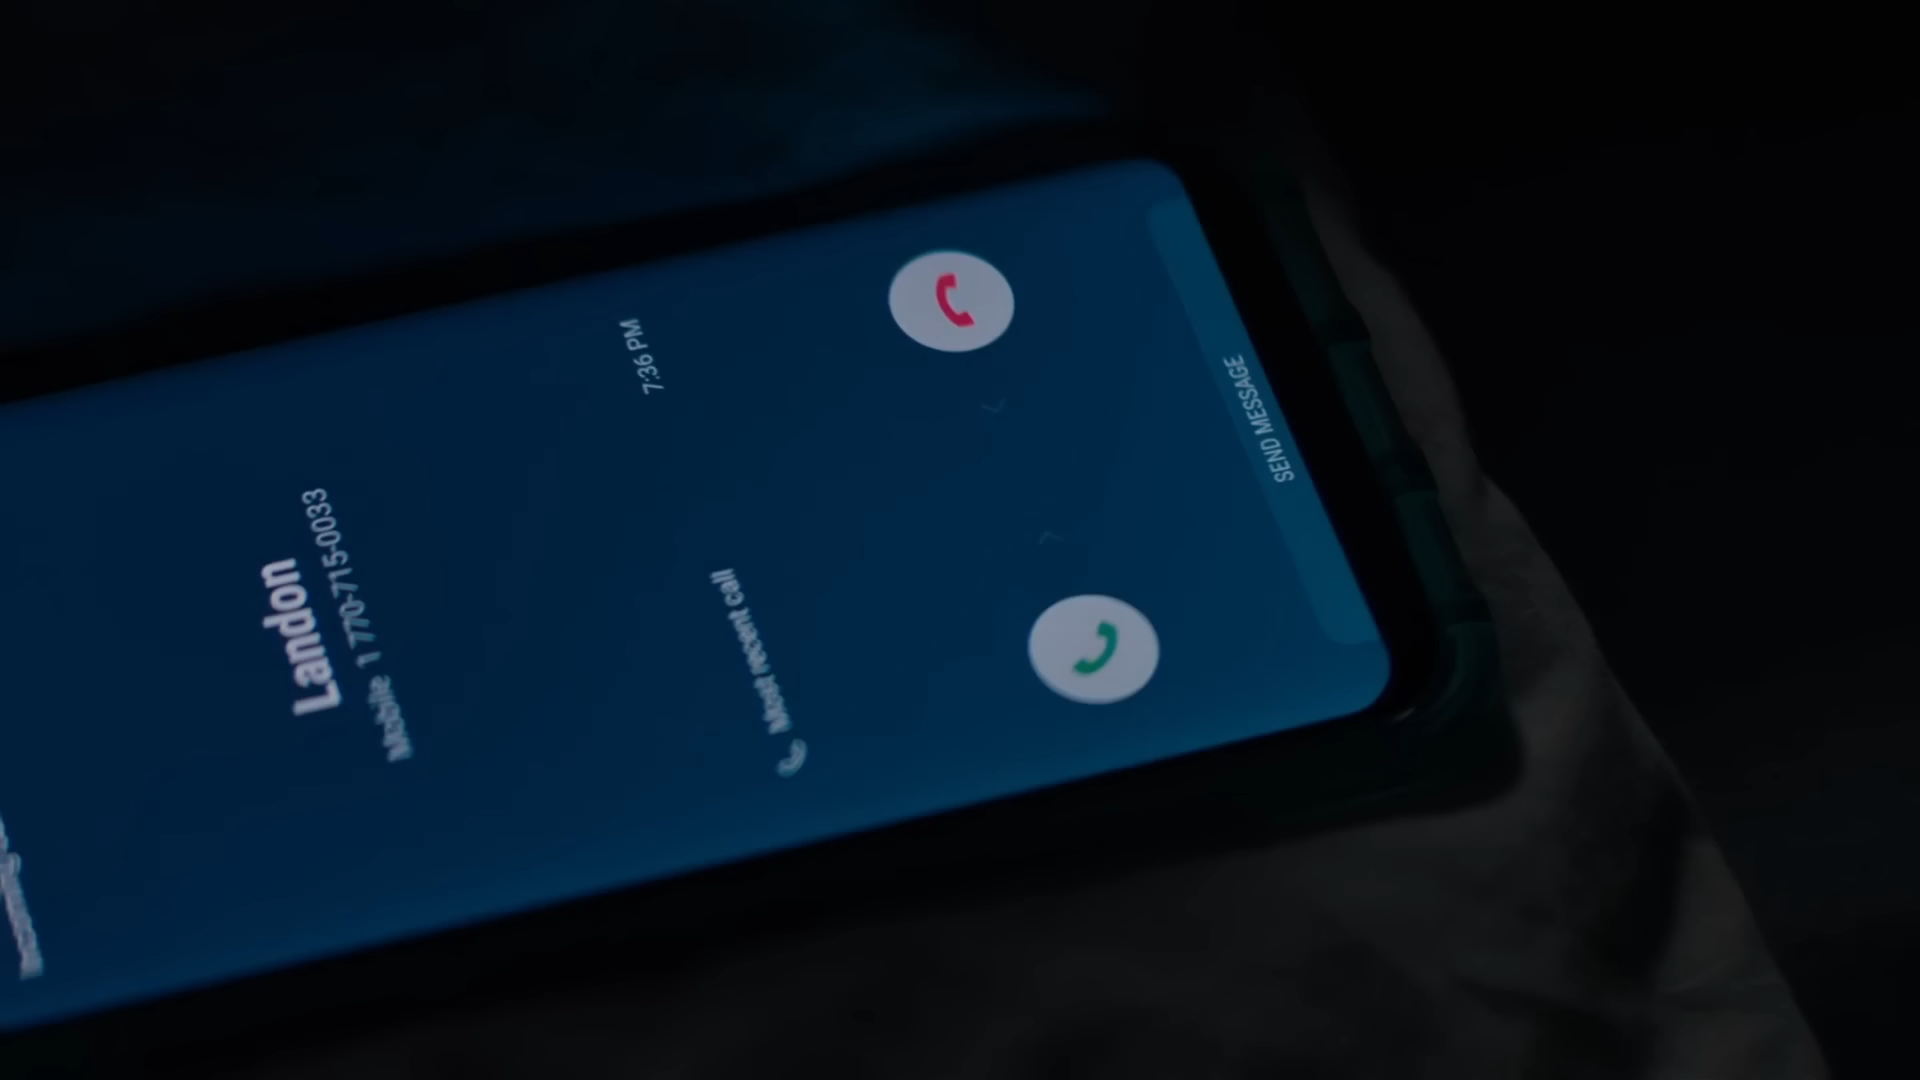 Landon
Mobile 1 770-715-0033
Most recent call
7:36 PM
SEND MESSAGE